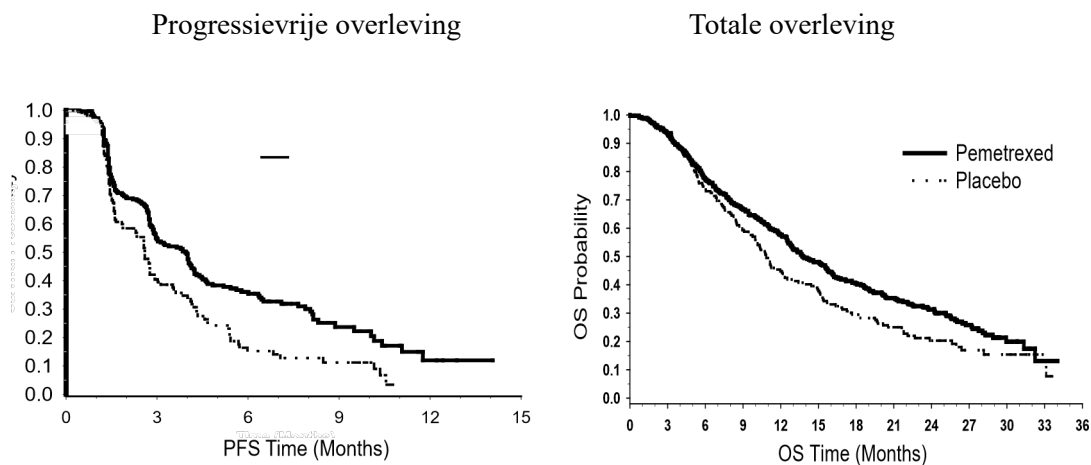 Progressievrije overleving
Totale overleving
1.0
0.9
0.8
0.7
0.6
0.5
0.4
0.3
0.2
0.1
0.0
0 3 6 9 12 15
PFS Time (Months)
OS Probability
1.0
0.9
0.8
0.7
0.6
0.5
0.4
0.3
0.2
0.1
0.0
Pemetrexed
Placebo
0 3 6 9 12 15 18 21 24 27 30 33 36
OS Time (Months)